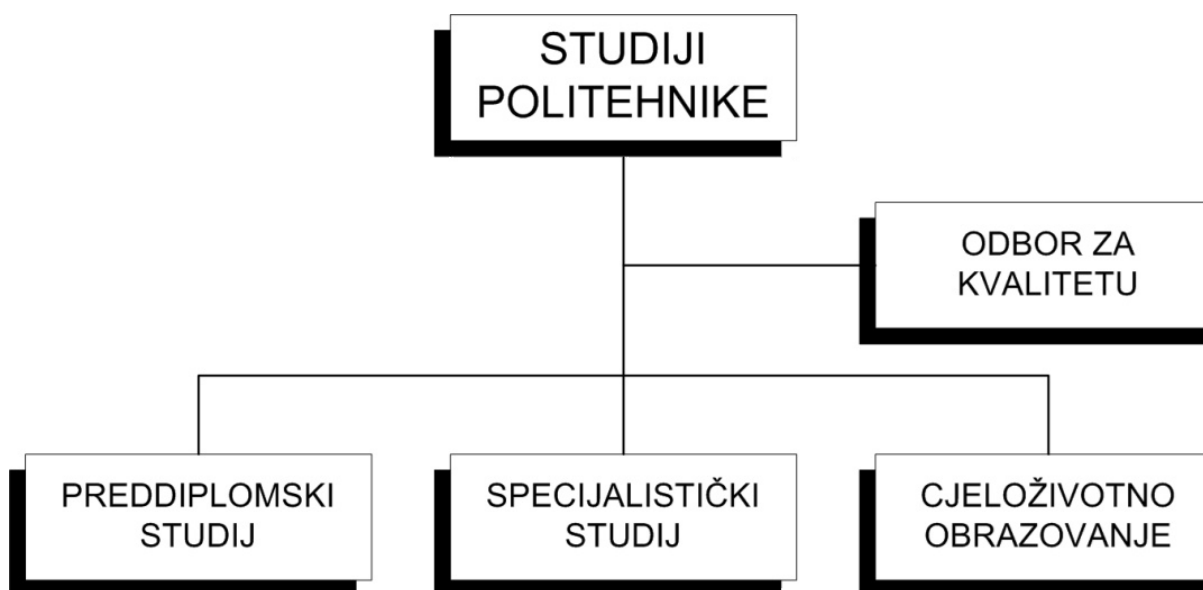 STUDIJI
POLITEHNIKE
ODBOR ZA
KVALITETU
PREDDIPLOMSKI
STUDIJ
SPECIJALISTIČKI
STUDIJ
CJELOŽIVOTNO
OBRAZOVANJE